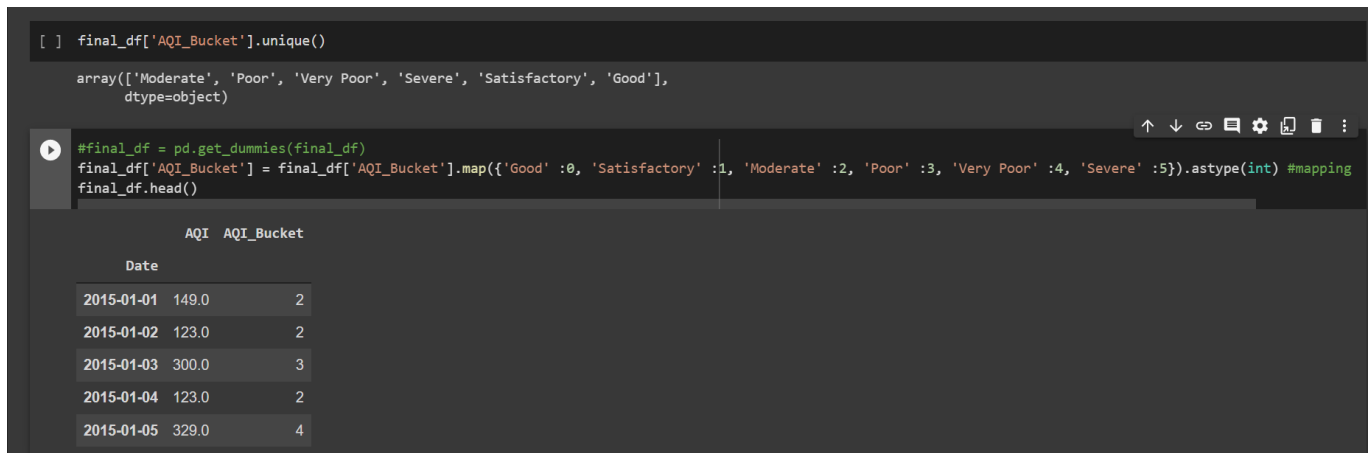 [ ] final_df['AQI_Bucket'].unique()
array(['Moderate', 'Poor', 'Very Poor', 'Severe', 'Satisfactory', 'Good'],
dtype=object)
#final_df = pd.get_dummies(final_df)
final_df['AQI_Bucket'] = final_df['AQI_Bucket'].map({'Good' :0, 'Satisfactory' :1, 'Moderate' :2, 'Poor' :3, 'Very Poor' :4, 'Severe' :5}).astype(int) #mapping
final_df.head()
AQI AQI_Bucket
Date
2015-01-01 149.0 2
2015-01-02 123.0 2
2015-01-03 300.0 3
2015-01-04 123.0 2
2015-01-05 329.0 4